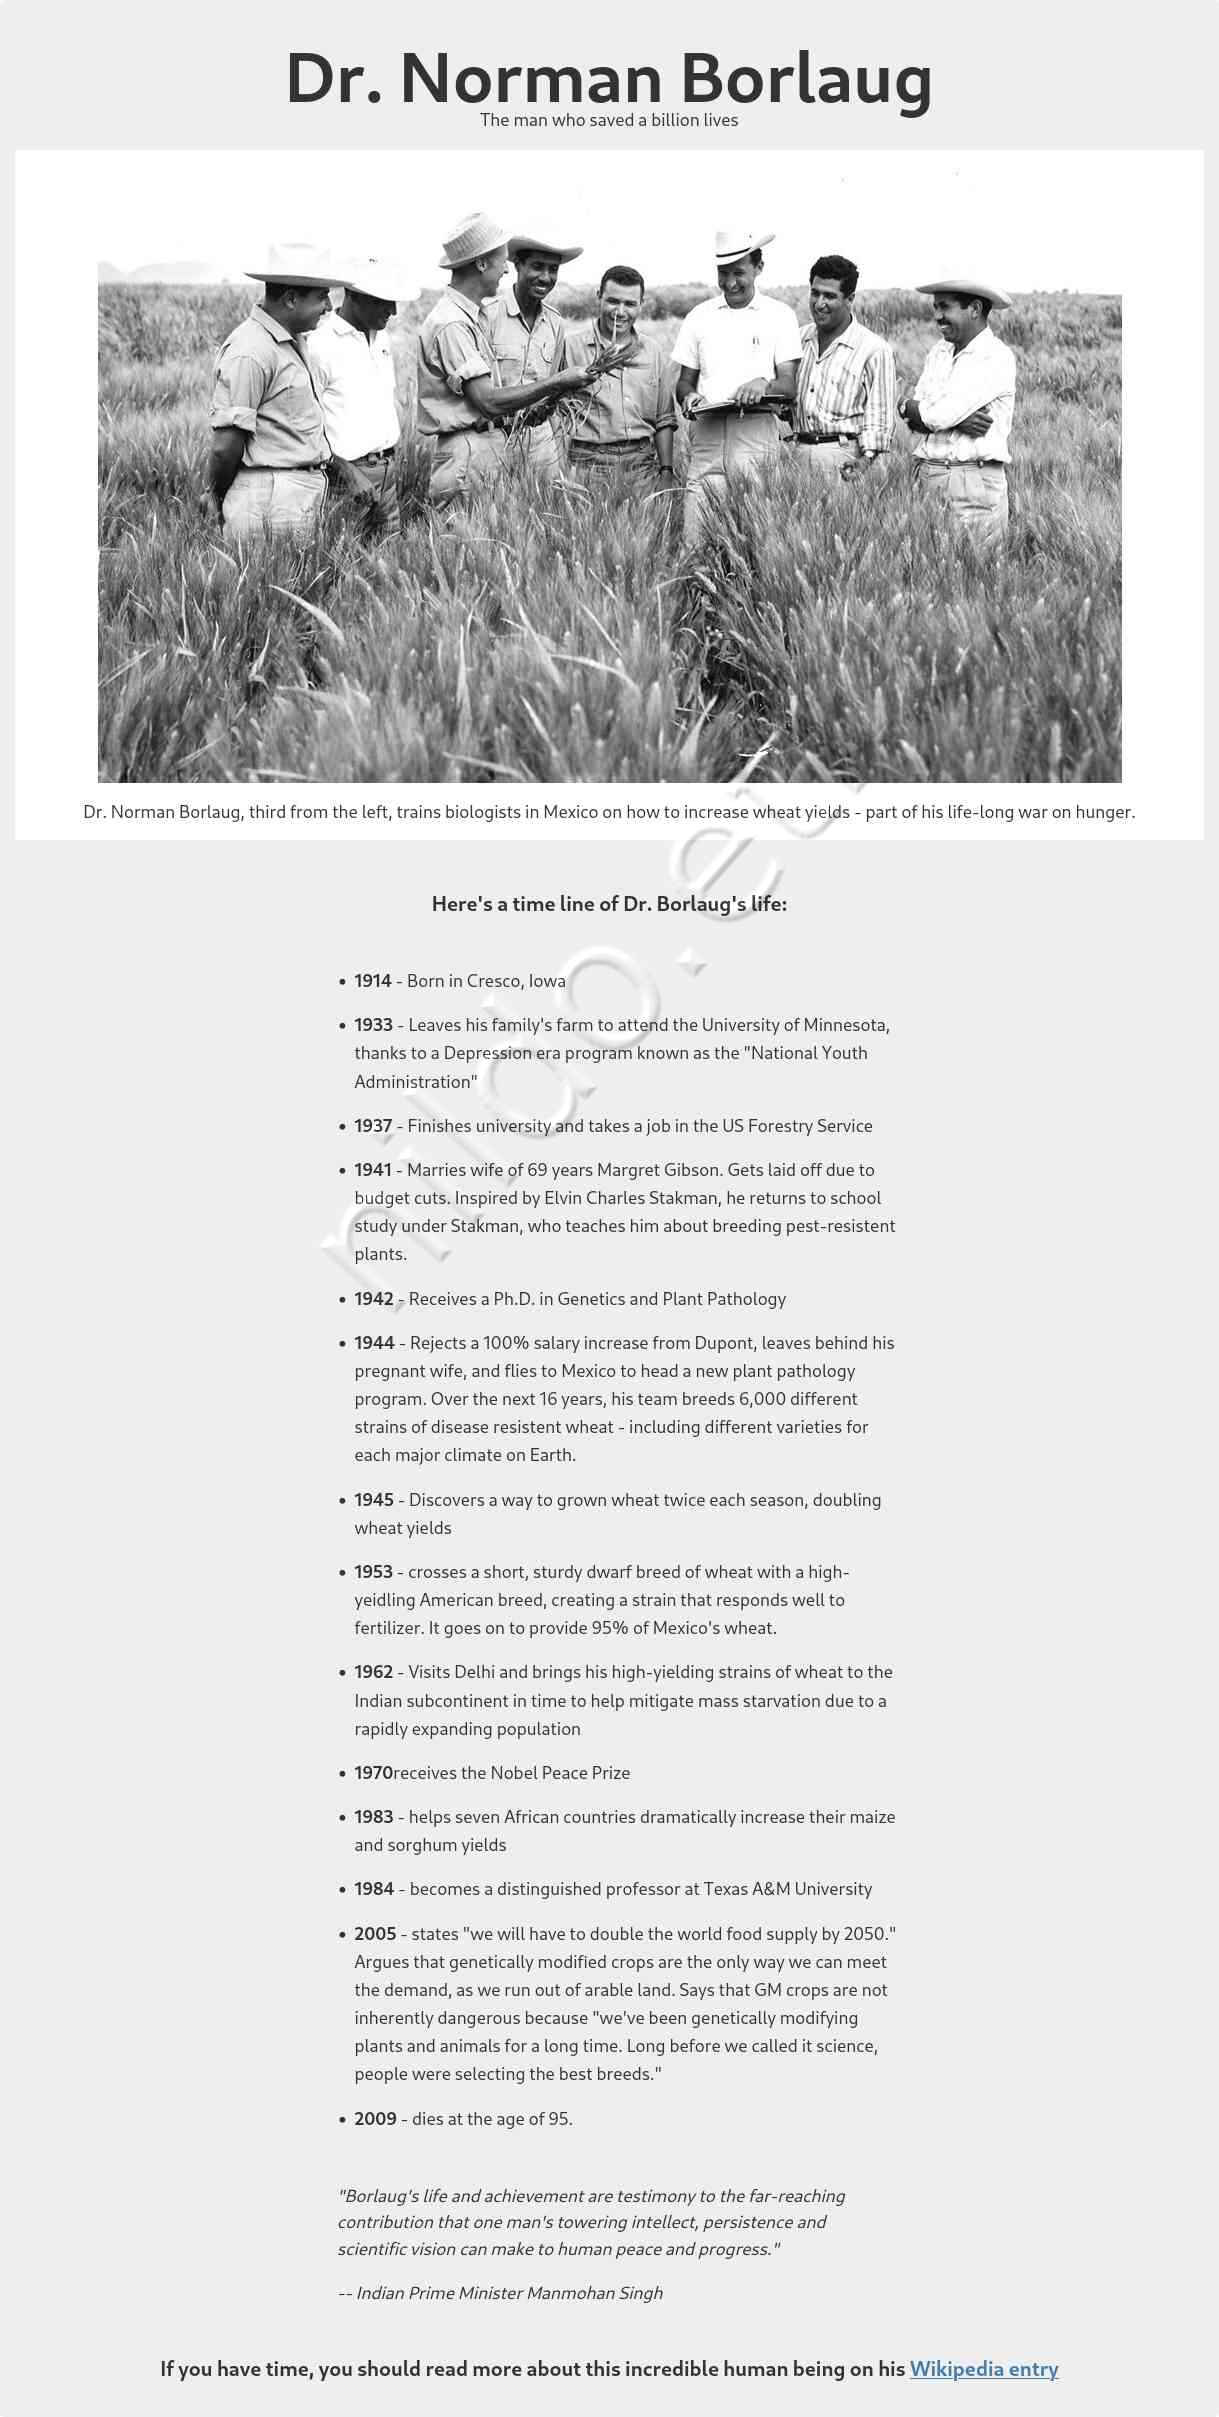 Dr. Norman Borlaug
The man who saved a billion lives
Dr. Norman Borlaug, third from the left, trains biologists in Mexico on how to increase wheat yields - part of his life-long war on hunger.
Here's a time line of Dr. Borlaug's life:
• 1914 - Born in Cresco, Iowa
• 1933 - Leaves his family's farm to attend the University of Minnesota,
thanks to a Depression era program known as the "National Youth
Administration"
• 1937 - Finishes university and takes a job in the US Forestry Service
• 1941 - Marries wife of 69 years Margret Gibson. Gets laid off due to
budget cuts. Inspired by Elvin Charles Stakman, he returns to school
study under Stakman, who teaches him about breeding pest-resistent
plants.
• 1942 - Receives a Ph.D. in Genetics and Plant Pathology
• 1944 - Rejects a 100% salary increase from Dupont, leaves behind his
pregnant wife, and flies to Mexico to head a new plant pathology
program. Over the next 16 years, his team breeds 6,000 different
strains of disease resistent wheat - including different varieties for
each major climate on Earth.
• 1945 - Discovers a way to grown wheat twice each season, doubling
wheat yields
• 1953 - crosses a short, sturdy dwarf breed of wheat with a high-
yeidling American breed, creating a strain that responds well to
fertilizer. It goes on to provide 95% of Mexico's wheat.
• 1962 - Visits Delhi and brings his high-yielding strains of wheat to the
Indian subcontinent in time to help mitigate mass starvation due to a
rapidly expanding population
• 1970receives the Nobel Peace Prize
• 1983 - helps seven African countries dramatically increase their maize
and sorghum yields
• 1984 - becomes a distinguished professor at Texas A&M University
• 2005 - states "we will have to double the world food supply by 2050."
Argues that genetically modified crops are the only way we can meet
the demand, as we run out of arable land. Says that GM crops are not
inherently dangerous because "we've been genetically modifying
plants and animals for a long time. Long before we called it science,
people were selecting the best breeds."
• 2009 - dies at the age of 95.
"Borlaug's life and achievement are testimony to the far-reaching
contribution that one man's towering intellect, persistence and
scientific vision can make to human peace and progress."
-- Indian Prime Minister Manmohan Singh
If you have time, you should read more about this incredible human being on his Wikipedia entry
nildo.eu